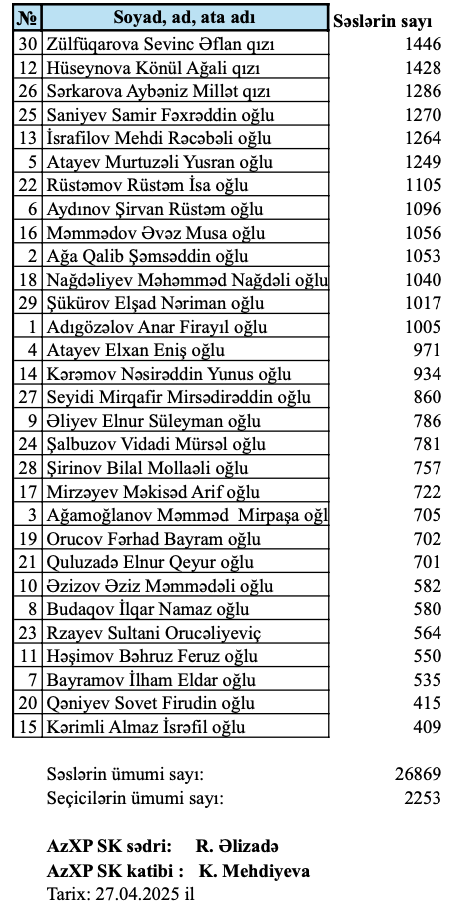 № Soyad, ad, ata adı Səslərin sayı
30 Zülfüqarova Sevinc Əflan qızı 1446
12 Hüseynova Könül Ağali qızı 1428
26 Sərkarova Aybəniz Millət qızı 1286
25 Saniyev Samir Fəxrəddin oğlu 1270
13 İsrafilov Mehdi Rəcəbəli oğlu 1264
5 Atayev Murtuzəli Yusran oğlu 1249
22 Rüstəmov Rüstəm İsa oğlu 1105
6 Aydınov Şirvan Rüstəm oğlu 1096
16 Məmmədov Əvəz Musa oğlu 1056
2 Ağa Qalib Şəmsəddin oğlu 1053
18 Nağdəliyev Məhəmməd Nağdəli oğlu 1040
29 Şükürov Elşad Nəriman oğlu 1017
1 Adıgözəlov Anar Firayıl oğlu 1005
4 Atayev Elxan Eniş oğlu 971
14 Kərəmov Nəsirəddin Yunus oğlu 934
27 Seyidi Mirqafir Mirsədirəddin oğlu 860
9 Əliyev Elnur Süleyman oğlu 786
24 Şalbuzov Vidadi Mürsəl oğlu 781
28 Şirinov Bilal Mollaəli oğlu 757
17 Mirzəyev Məkisəd Arif oğlu 722
3 Ağamoğlanov Məmməd Mirpaşa oğl 705
19 Orucov Fərhad Bayram oğlu 702
21 Quluzadə Elnur Qeyur oğlu 701
10 Əzizov Əziz Məmmədəli oğlu 582
8 Budaqov İlqar Namaz oğlu 580
23 Rzayev Sultani Orucəliyeviç 564
11 Həşimov Bəhruz Feruz oğlu 550
7 Bayramov İlham Eldar oğlu 535
20 Qəniyev Sovet Firudin oğlu 415
15 Kərimli Almaz İsrəfil oğlu 409
Səslərin ümumi sayı: 26869
Seçicilərin ümumi sayı: 2253
AzXP SK sədri: R. Əlizadə
AzXP SK katibi : K. Mehdiyeva
Tarix: 27.04.2025 il